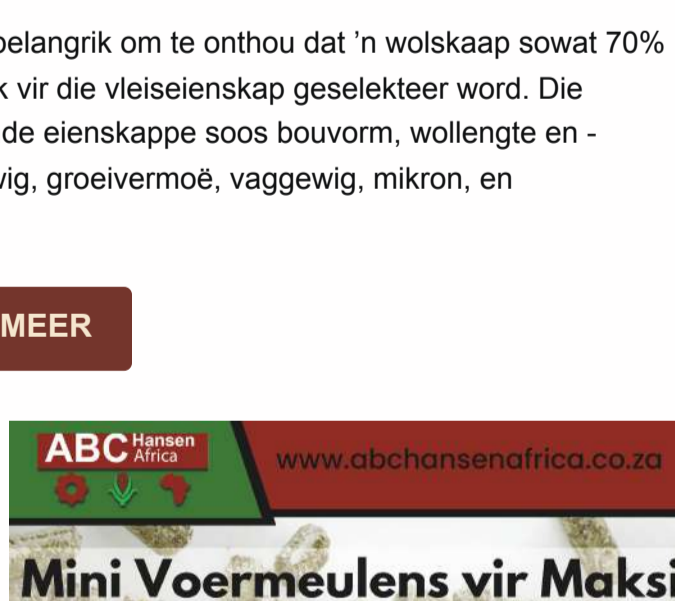 belangrik om te onthou dat ’n wolskaap sowat 70%
k vir die vleiseienskap geselekteer word. Die
de eienskappe soos bouvorm, wollengte en -
wig, groeivermoë, vaggewig, mikron, en
MEER
ABC Hansen Africa
www.abchansenafrica.co.za
Mini Voermeulens vir Maksi